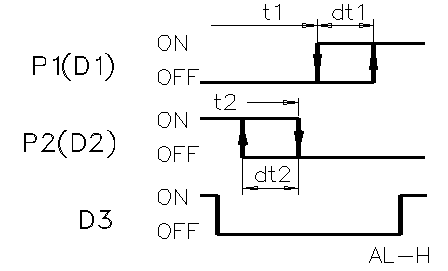 t1 dt1
ON
P1(D1)
OFF
t2
ON
P2(D2)
OFF
dt2
ON
D3
OFF
AL-H